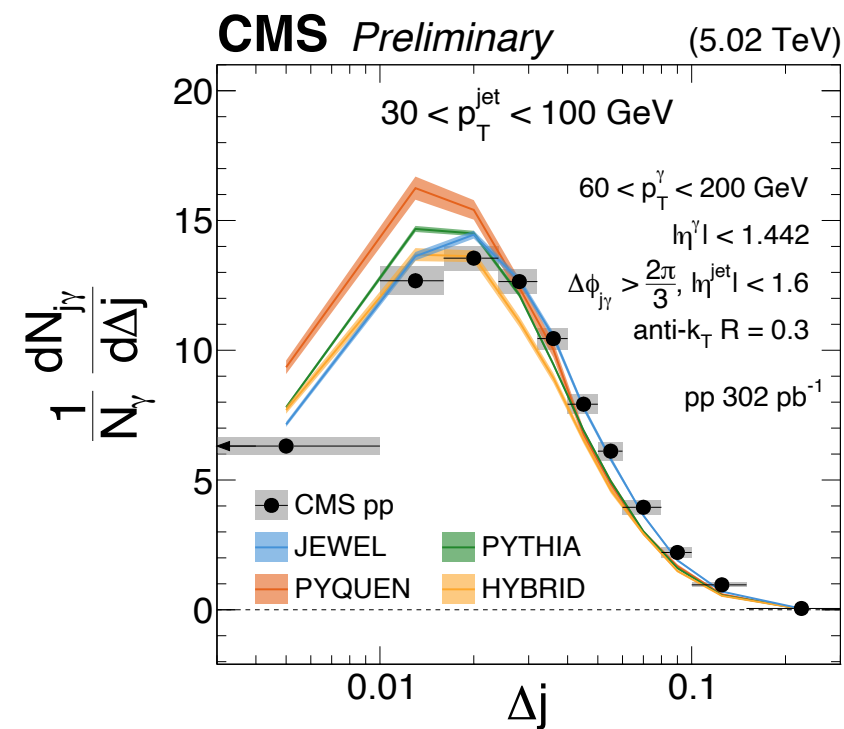 CMS Preliminary (5.02 TeV)
30 < p_T^jet < 100 GeV
60 < p_T^γ < 200 GeV
|η^γ| < 1.442
Δφ_jγ > 2π/3, |η^jet| < 1.6
anti-k_T R = 0.3
pp 302 pb^-1
1/N_γ dN_jγ/dΔj
20
15
10
5
0
CMS pp
JEWEL PYTHIA
PYQUEN HYBRID
0.01 0.1
Δj